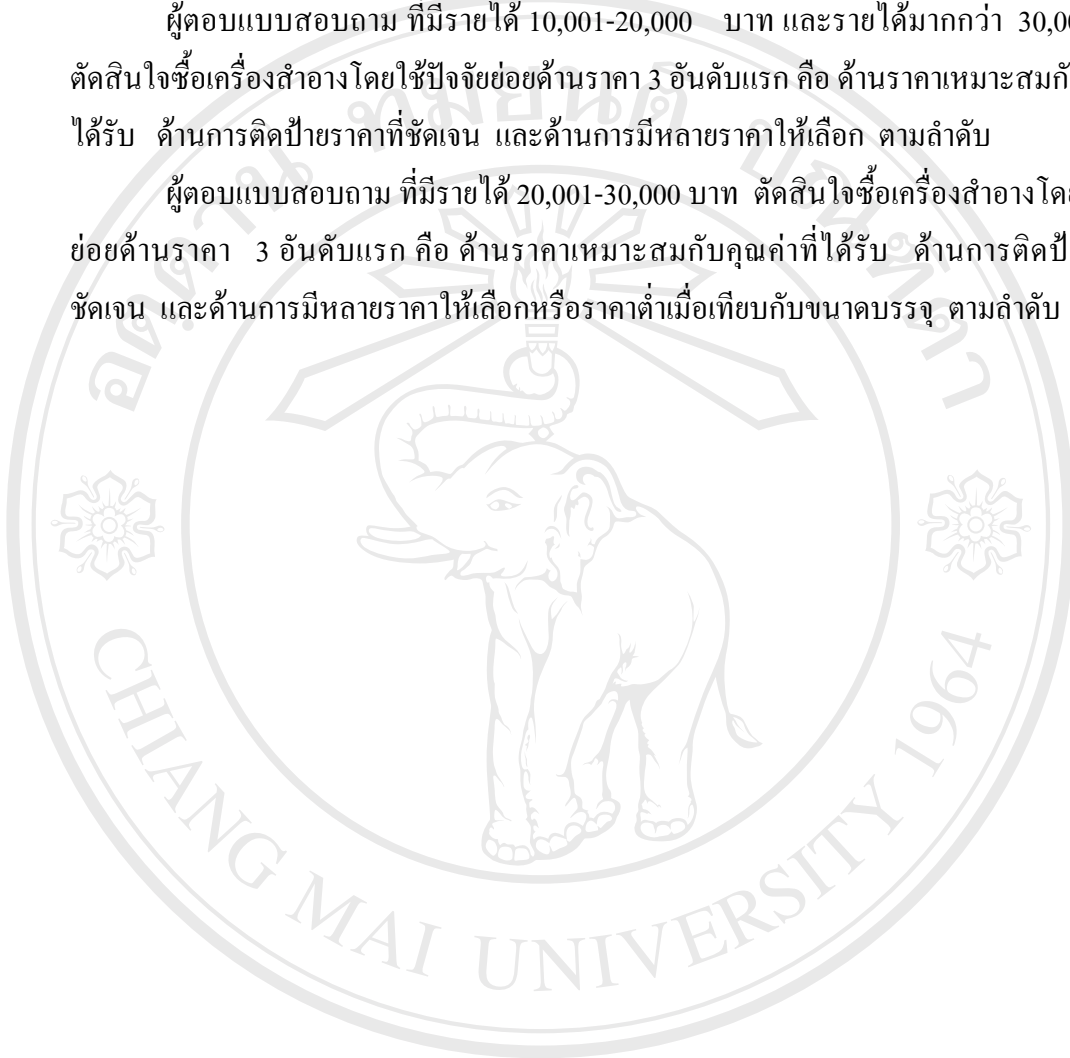 ผู้ตอบแบบสอบถาม ที่มีรายได้ 10,001-20,000 บาท และรายได้มากกว่า 30,00
ตัดสินใจซื้อเครื่องสำอางโดยใช้ปัจจัยย่อยด้านราคา 3 อันดับแรก คือ ด้านราคาเหมาะสมกั
ได้รับ ด้านการติดป้ายราคาที่ชัดเจน และด้านการมีหลายราคาให้เลือก ตามลำดับ
ผู้ตอบแบบสอบถาม ที่มีรายได้ 20,001-30,000 บาท ตัดสินใจซื้อเครื่องสำอางโดย
ย่อยด้านราคา 3 อันดับแรก คือ ด้านราคาเหมาะสมกับคุณค่าที่ได้รับ ด้านการติดป้
ชัดเจน และด้านการมีหลายราคาให้เลือกหรือราคาต่ำเมื่อเทียบกับขนาดบรรจุ ตามลำดับ
อตฺตานํ ทมยนฺติ ปณฺฑิตา
CHIANG MAI UNIVERSITY 1964